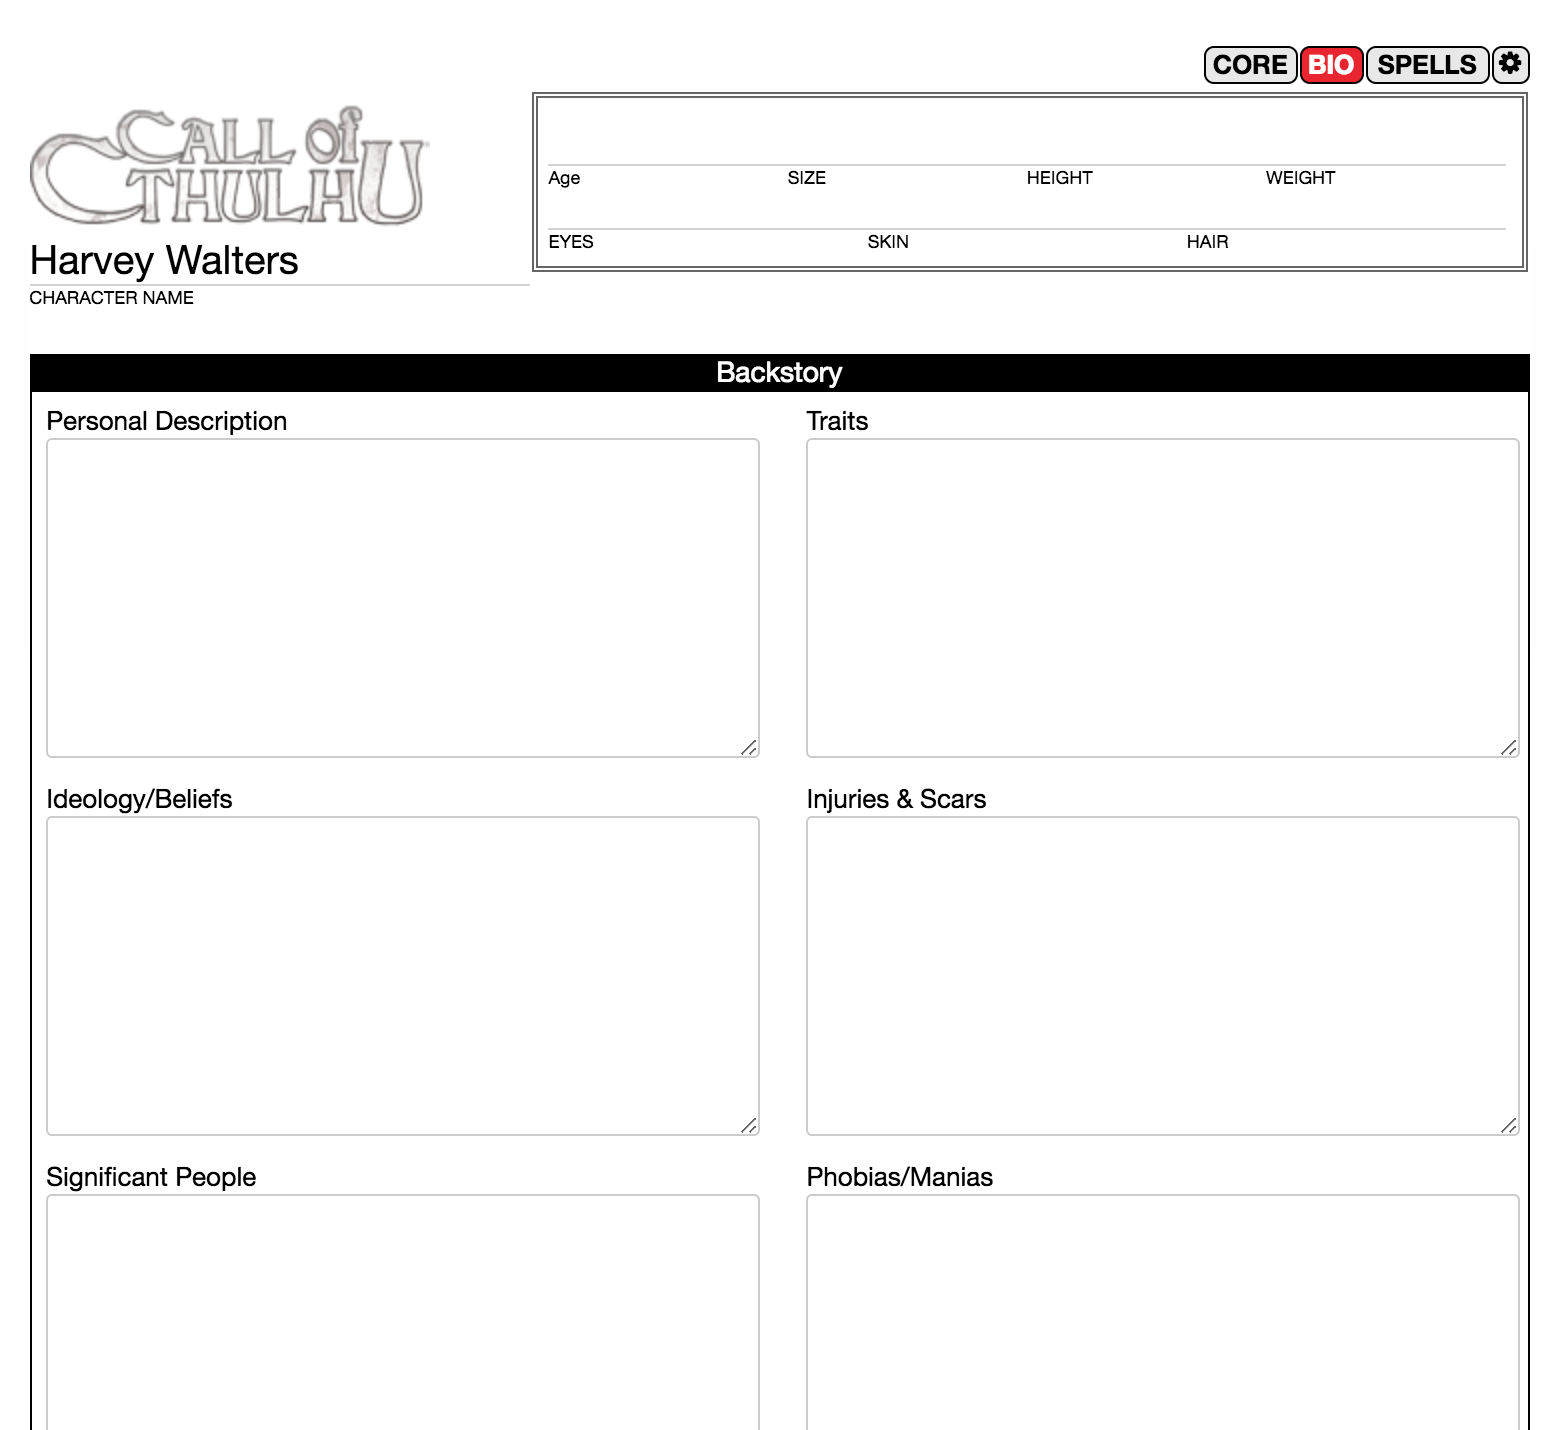 CORE BIO SPELLS
CALL of
CTHULHU
Age SIZE HEIGHT WEIGHT
EYES SKIN HAIR
Harvey Walters
CHARACTER NAME
Backstory
Personal Description Traits
Ideology/Beliefs Injuries & Scars
Significant People Phobias/Manias